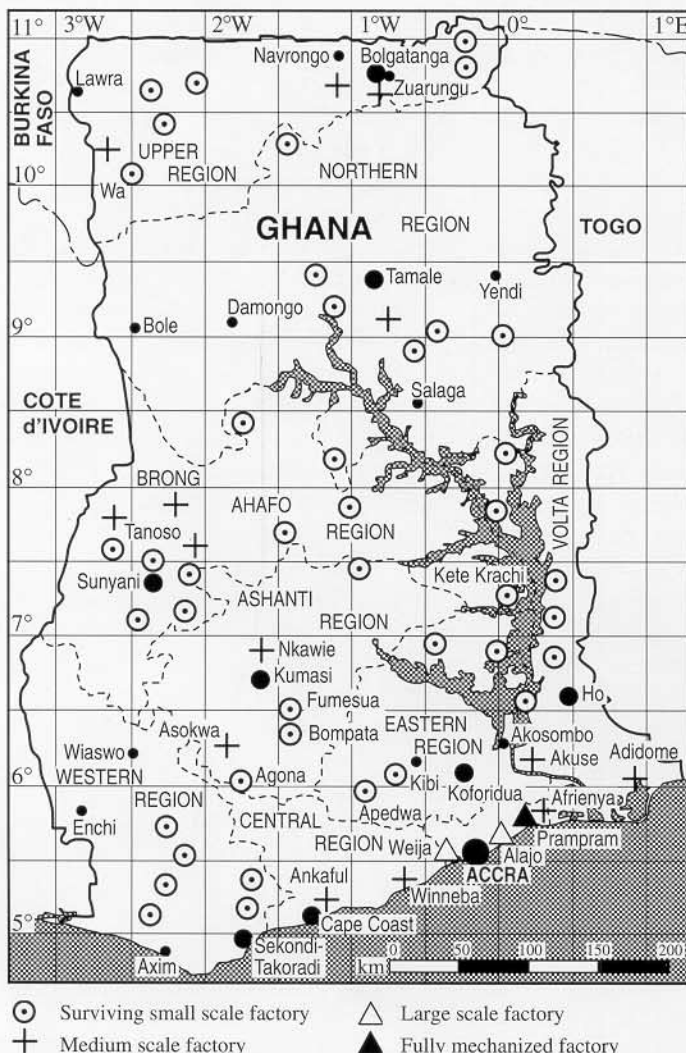 11°
3°W
2°W
1°W
0°
1°E
Navrongo
Bolgatanga
Lawra
Zuarungu
BURKINA
FASO
UPPER
10°
Wa
REGION
NORTHERN
GHANA
REGION
TOGO
Tamale
Yendi
Damongo
Bole
9°
COTE
d'IVOIRE
Salaga
8°
BRONG
AHAFO
REGION
VOLTA REGION
Tanoso
Sunyani
Kete Krachi
ASHANTI
7°
REGION
Nkawie
Kumasi
Fumesua
Ho
Bompata
EASTERN
REGION
Asokwa
Akosombo
Wiaswo
Akuse
Adidome
6°
WESTERN
Agona
Kibi
Koforidua
Afrienya
REGION
Enchi
CENTRAL
Apedwa
Prampram
REGION
Weija
Alajo
ACCRA
Ankaful
Winneba
5°
Cape Coast
Sekondi-
Takoradi
Axim
0 50 100 150 200
km
Surviving small scale factory
Large scale factory
Medium scale factory
Fully mechanized factory